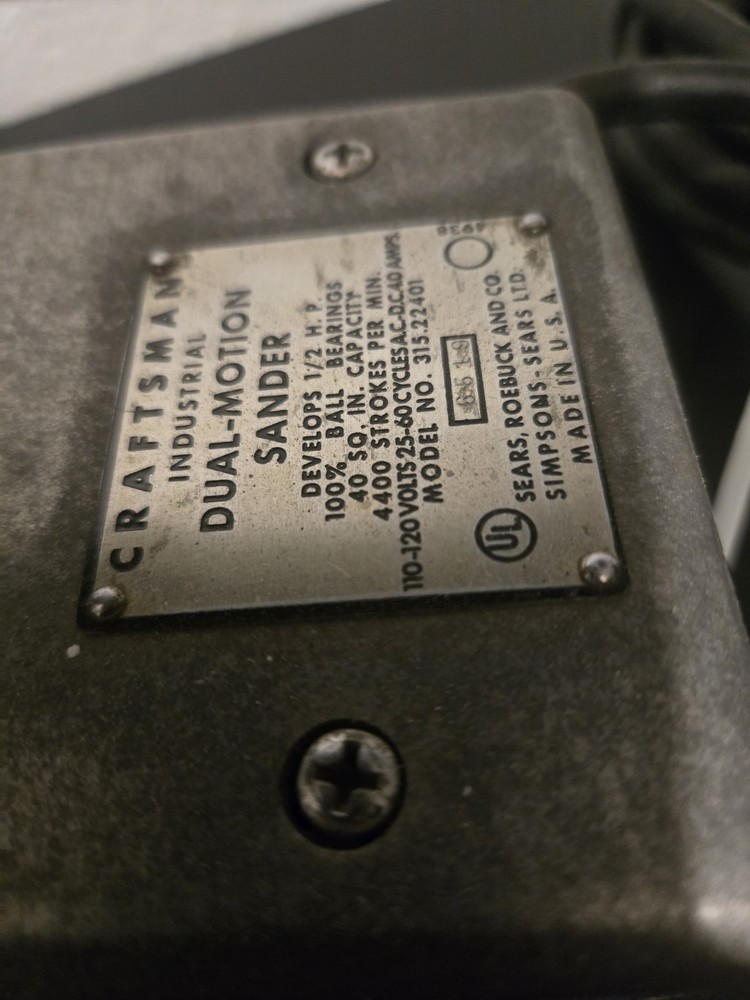 CRAFTSMAN
INDUSTRIAL
DUAL-MOTION
SANDER
DEVELOPS 1/2 H. P.
100% BALL BEARINGS
40 SQ. IN. CAPACITY
4400 STROKES PER MIN.
110-120 VOLTS 25-60 CYCLES A.C.-D.C. 4.0 AMPS.
MODEL NO. 315.22401
UL
SEARS, ROEBUCK AND CO.
SIMPSONS-SEARS LTD.
MADE IN U.S.A.